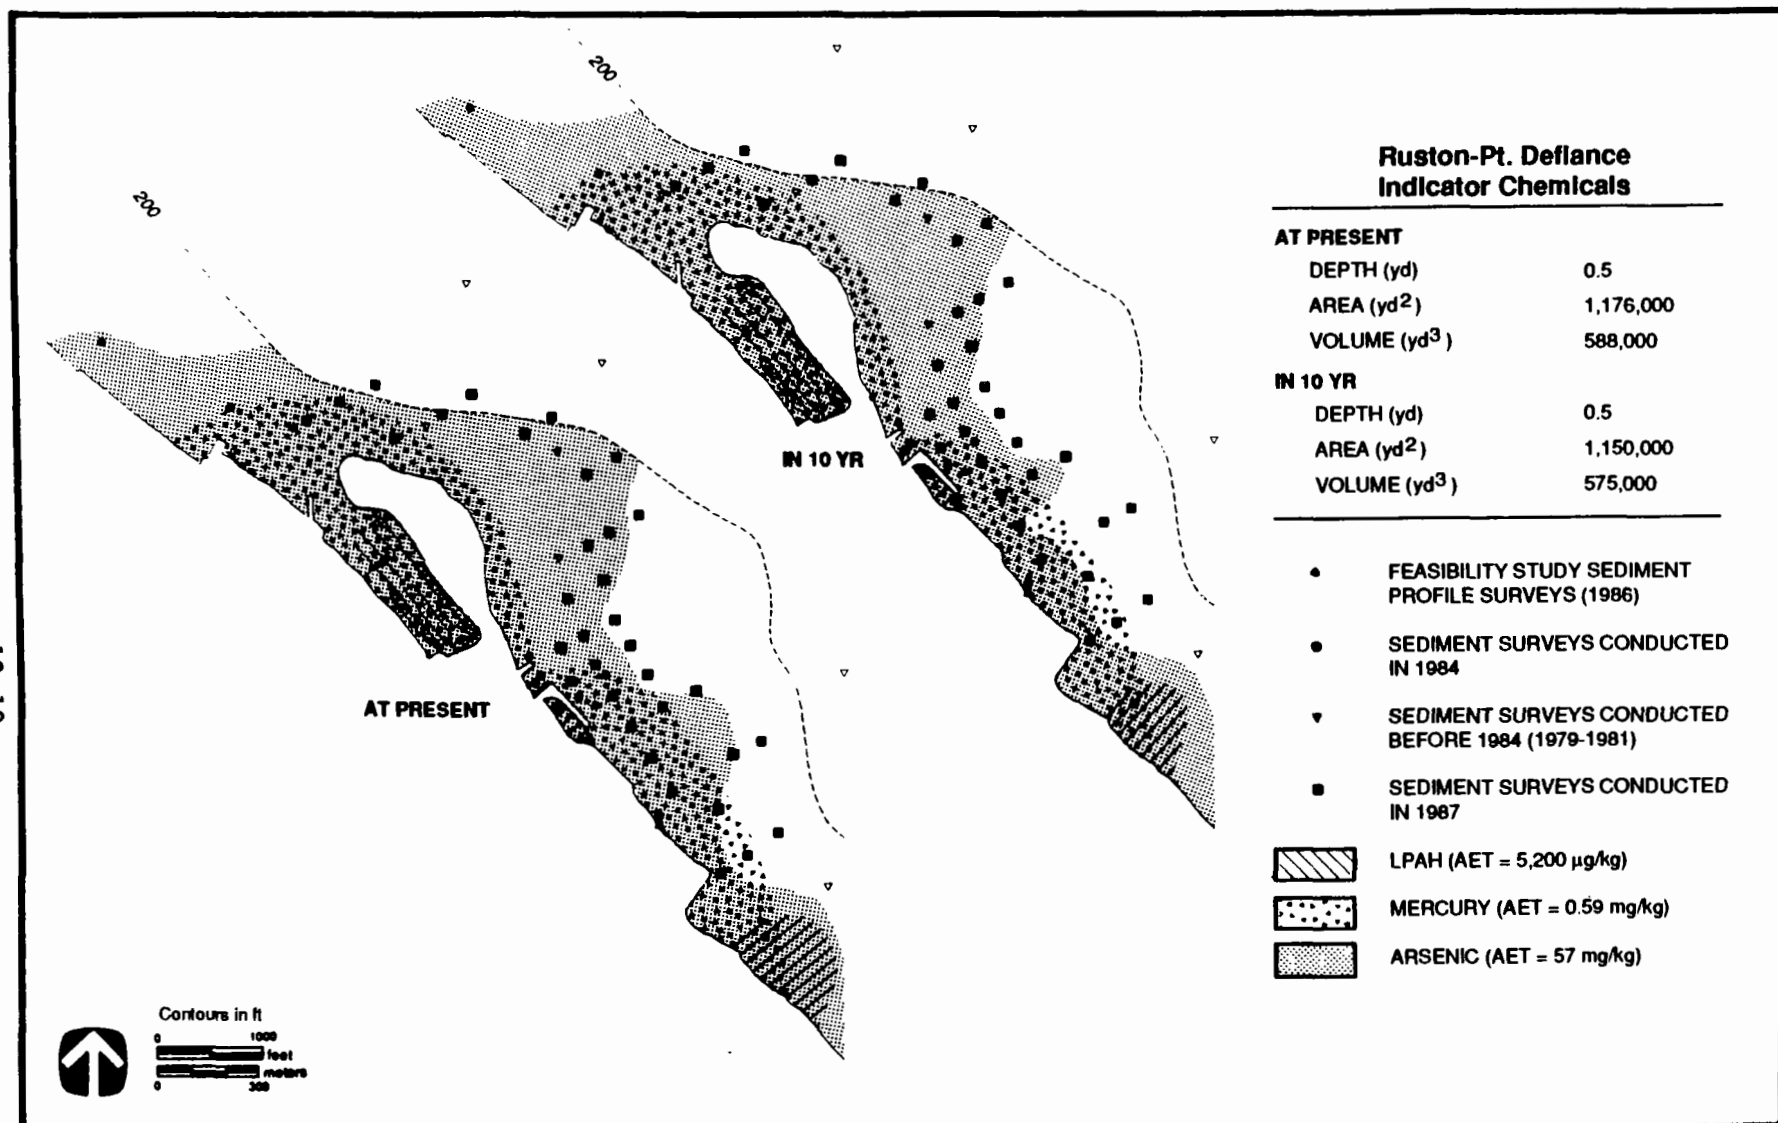 200
200
IN 10 YR
AT PRESENT
Contours in ft
0 1000
feet
meters
0 300
Ruston-Pt. Defiance
Indicator Chemicals
AT PRESENT
DEPTH (yd) 0.5
AREA (yd2) 1,176,000
VOLUME (yd3) 588,000
IN 10 YR
DEPTH (yd) 0.5
AREA (yd2) 1,150,000
VOLUME (yd3) 575,000
FEASIBILITY STUDY SEDIMENT
PROFILE SURVEYS (1986)
SEDIMENT SURVEYS CONDUCTED
IN 1984
SEDIMENT SURVEYS CONDUCTED
BEFORE 1984 (1979-1981)
SEDIMENT SURVEYS CONDUCTED
IN 1987
LPAH (AET = 5,200 µg/kg)
MERCURY (AET = 0.59 mg/kg)
ARSENIC (AET = 57 mg/kg)